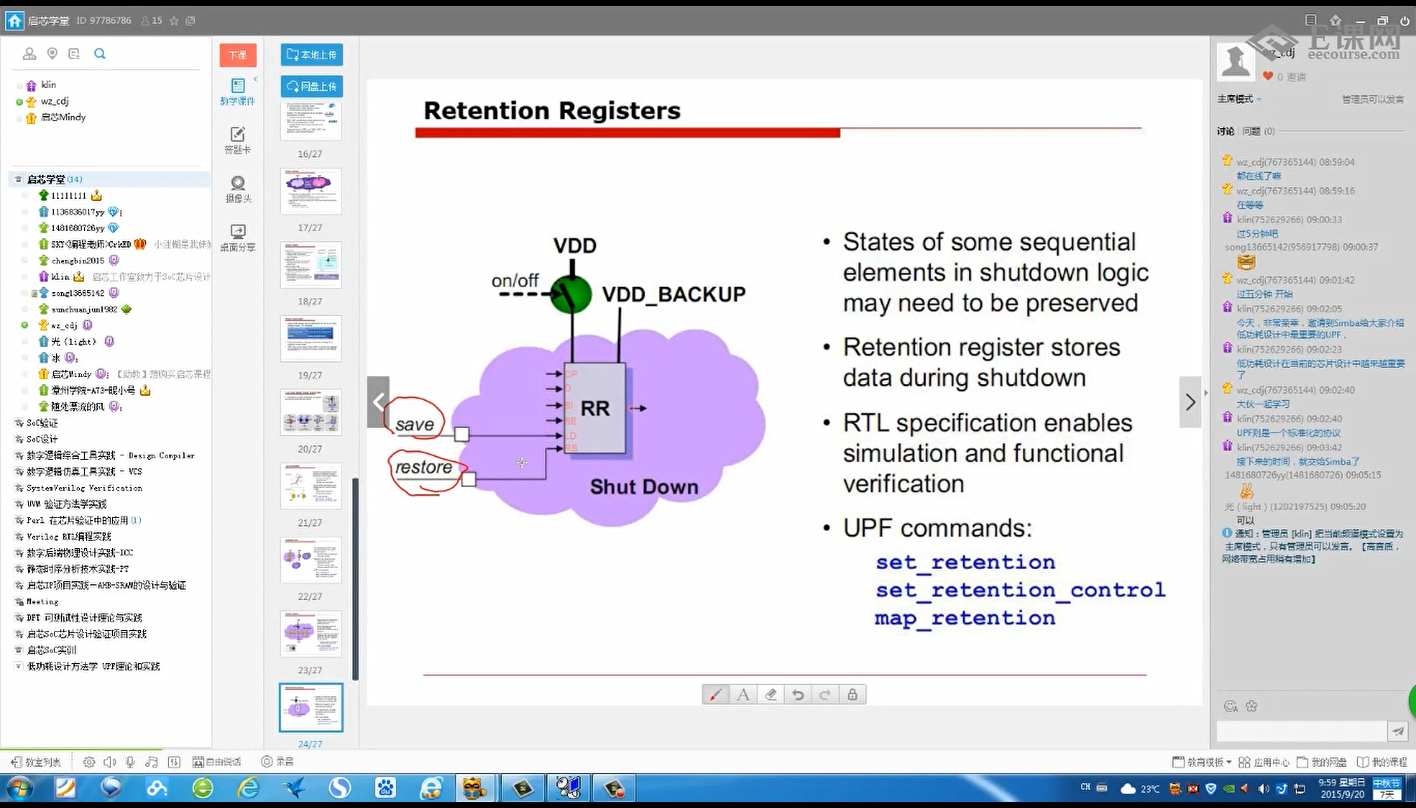 启芯学堂 ID 97786786 15
E课网
eecourse.com
klin
wz_cdj
启芯Mindy
启芯学堂 (14)
11111111
1136636017yy
1481680726yy
chengbin2015
klin 启芯工作室致力于SoC芯片设计
song13665142
sunchuanjun1982
wz_cdj
光 (light)
冰
启芯Mindy
随处漂流的风
SoC验证
SoC设计
数字逻辑综合工具实践 - Design Compiler
数字逻辑仿真工具实践 - VCS
SystemVerilog Verification
UVM 验证方法学实践
Perl 在芯片验证中的应用(1)
Verilog RTL编程实践
数字后端物理设计实践-ICC
静态时序分析技术实践-PT
启芯IP项目实践—AHB-SRAM的设计与验证
Meeting
DFT 可测试性设计理论与实践
启芯SoC芯片设计验证项目实践
启芯SoC实训
低功耗设计方法学 UPF理论和实践
下课
教学课件
答题卡
摄像头
桌面分享
本地上传
网盘上传
16/27
17/27
18/27
19/27
20/27
21/27
22/27
23/27
24/27
Retention Registers
VDD
on/off
VDD_BACKUP
CP
D
SI
SE
LD
RS
RR
save
restore
Shut Down
• States of some sequential
elements in shutdown logic
may need to be preserved
• Retention register stores
data during shutdown
• RTL specification enables
simulation and functional
verification
• UPF commands:
set_retention
set_retention_control
map_retention
wz_cdj
0 邀请
主席模式 管理员可以发言
讨论 问题 (0)
wz_cdj(767365144) 08:59:04
都在线了嘛
wz_cdj(767365144) 08:59:16
在等等
klin(752629266) 09:00:33
过5分钟吧
song13665142(956917798) 09:00:37
wz_cdj(767365144) 09:01:42
过五分钟 开始
klin(752629266) 09:02:05
今天，非常荣幸，邀请到Simba给大家介绍
低功耗设计中最重要的UPF，
klin(752629266) 09:02:23
低功耗设计在当前的芯片设计中越来越重要
了
wz_cdj(767365144) 09:02:40
大伙一起学习
klin(752629266) 09:02:40
UPF则是一个标准化的协议
klin(752629266) 09:03:42
接下来的时间，就交给Simba了
1481680726yy(1481680726) 09:05:15
光 ( light ) (1202197525) 09:05:20
可以
通知：管理员 [klin] 把当前频道模式设置为
主席模式，只有管理员可以发言。【高音质，
网络带宽占用稍有增加】
教室列表
自由说话
录音
教育模板
应用中心
我的网盘
我的课程
CH
23℃
9:59 星期日
2015/9/20
中秋节
7天